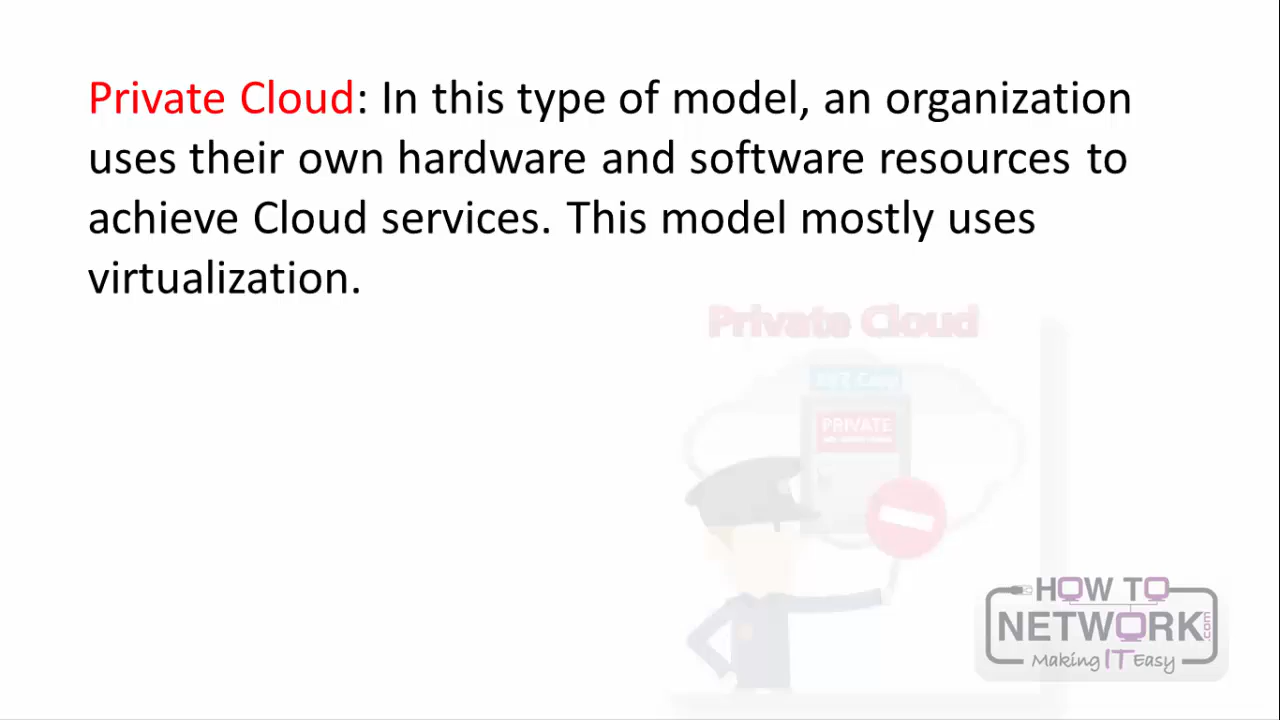 Private Cloud: In this type of model, an organization
uses their own hardware and software resources to
achieve Cloud services. This model mostly uses
virtualization.
Private Cloud
PRIVATE
HOW TO
NETWORK.com
Making IT Easy